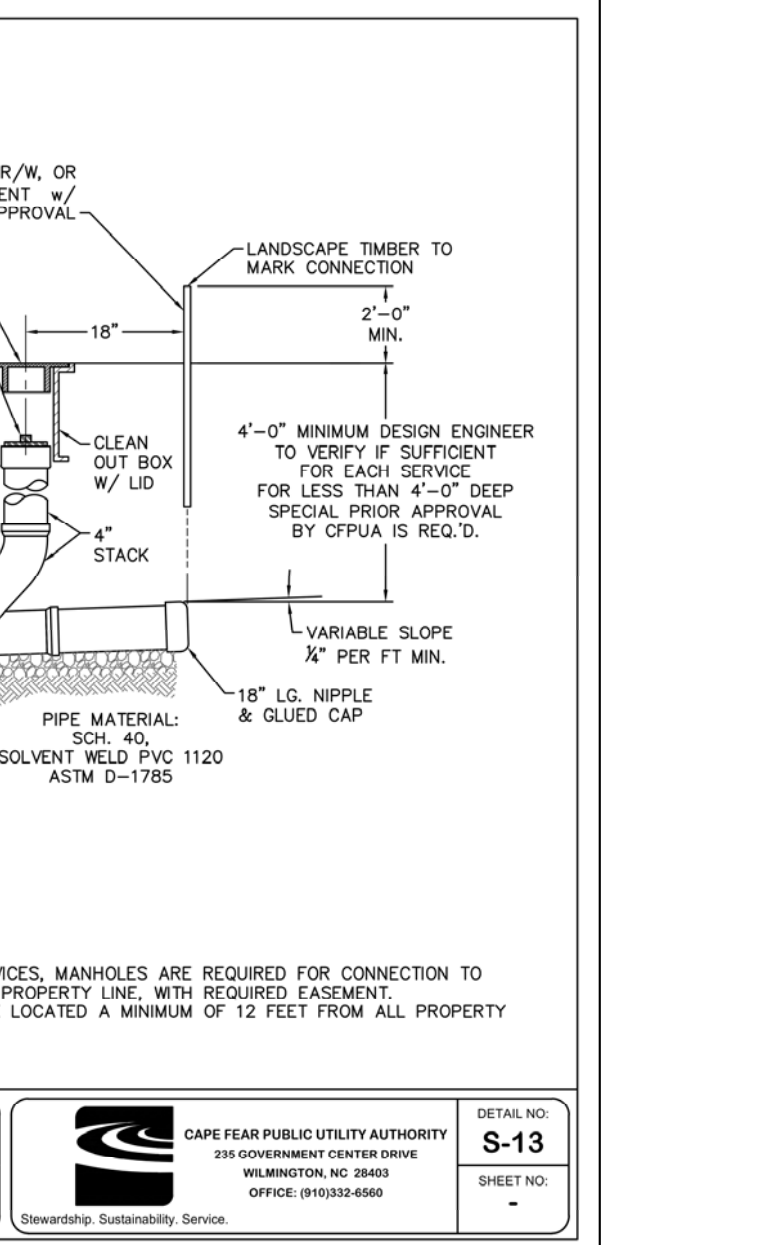 R/W, OR
ENT w/
PPROVAL
LANDSCAPE TIMBER TO
MARK CONNECTION
2'-0"
MIN.
18"
4'-0" MINIMUM DESIGN ENGINEER
TO VERIFY IF SUFFICIENT
FOR EACH SERVICE
FOR LESS THAN 4'-0" DEEP
SPECIAL PRIOR APPROVAL
BY CFPUA IS REQ.'D.
CLEAN
OUT BOX
W/ LID
4"
STACK
VARIABLE SLOPE
¼" PER FT MIN.
18" LG. NIPPLE
& GLUED CAP
PIPE MATERIAL:
SCH. 40,
SOLVENT WELD PVC 1120
ASTM D-1785
VICES, MANHOLES ARE REQUIRED FOR CONNECTION TO
PROPERTY LINE, WITH REQUIRED EASEMENT.
LOCATED A MINIMUM OF 12 FEET FROM ALL PROPERTY
CAPE FEAR PUBLIC UTILITY AUTHORITY
235 GOVERNMENT CENTER DRIVE
WILMINGTON, NC 28403
OFFICE: (910)332-6560
Stewardship. Sustainability. Service.
DETAIL NO:
S-13
SHEET NO:
-